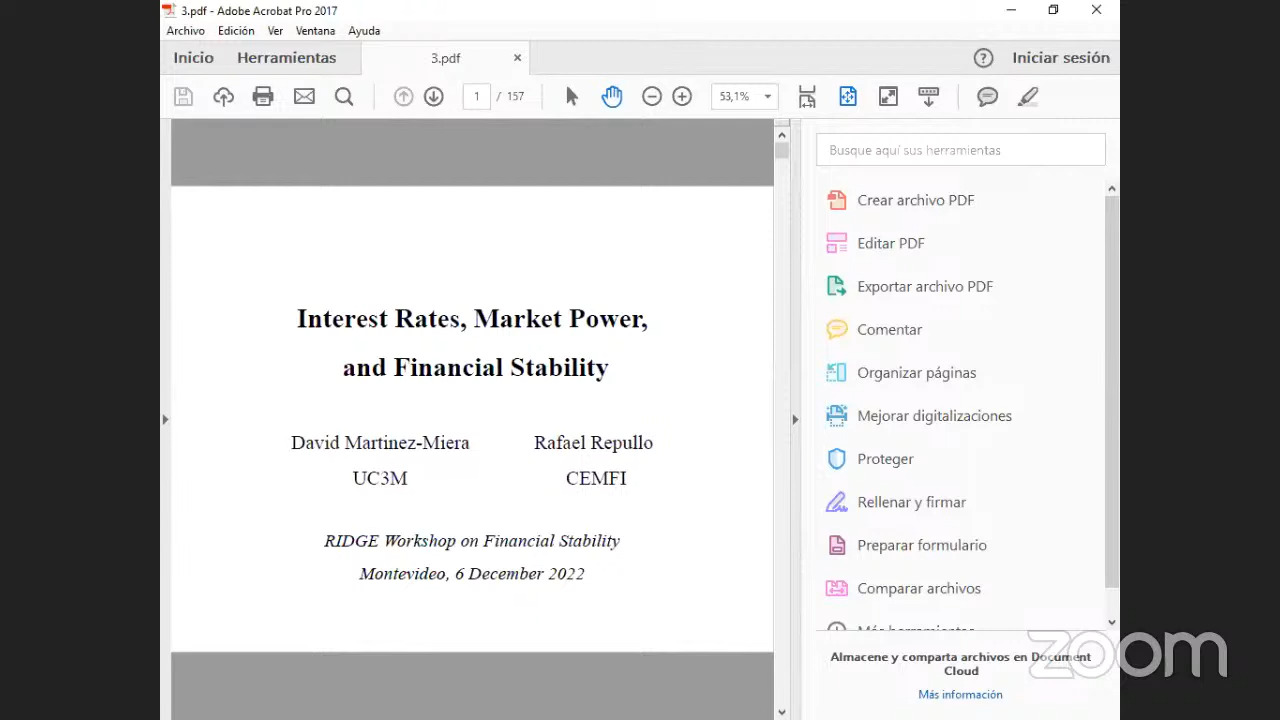 3.pdf - Adobe Acrobat Pro 2017
Archivo Edición Ver Ventana Ayuda
Inicio Herramientas 3.pdf Iniciar sesión
1 / 157 53,1%
Busque aquí sus herramientas
Crear archivo PDF
Editar PDF
Exportar archivo PDF
Comentar
Organizar páginas
Mejorar digitalizaciones
Proteger
Rellenar y firmar
Preparar formulario
Comparar archivos
Más herramientas
Almacene y comparta archivos en Document
Cloud
Más información
Interest Rates, Market Power,
and Financial Stability
David Martinez-Miera Rafael Repullo
UC3M CEMFI
RIDGE Workshop on Financial Stability
Montevideo, 6 December 2022
zoom